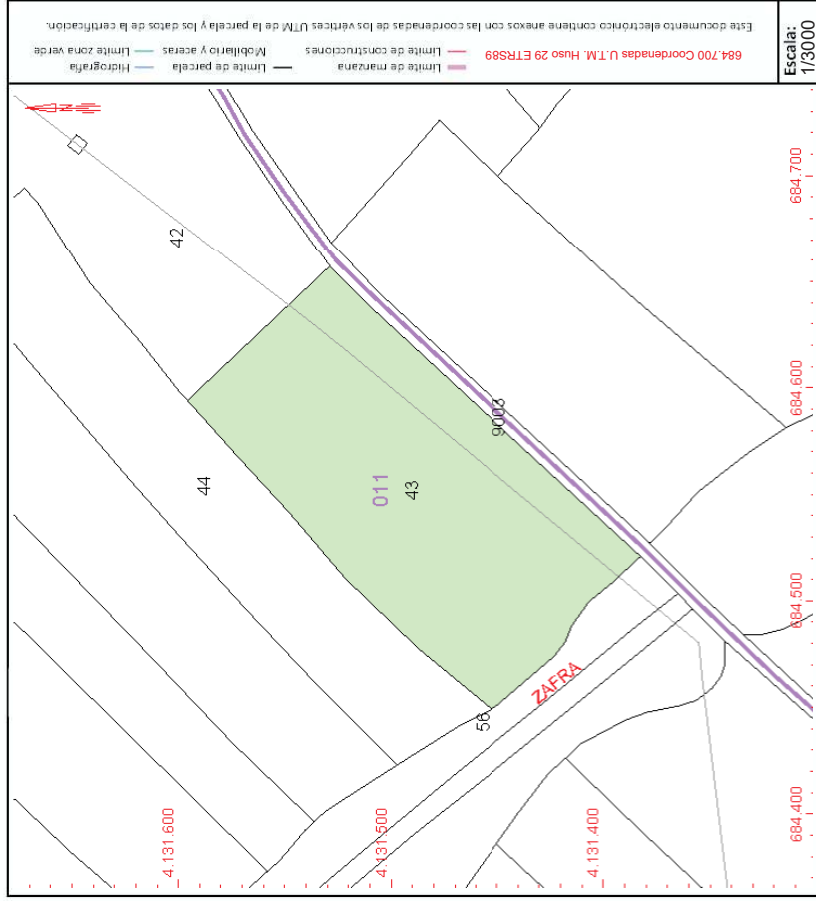 Este documento electrónico contiene anexos con las coordenadas de los vértices UTM de la parcela y los datos de la certificación.
684.700 Coordenadas U.T.M. Huso 29 ETRS89
Límite de manzana
Límite de construcciones
Límite de parcela
Mobiliario y aceras
Hidrografía
Límite zona verde
Escala:
1/3000
N
42
44
011
43
9003
56
ZAFRA
4.131.600
4.131.500
4.131.400
684.400
684.500
684.600
684.700